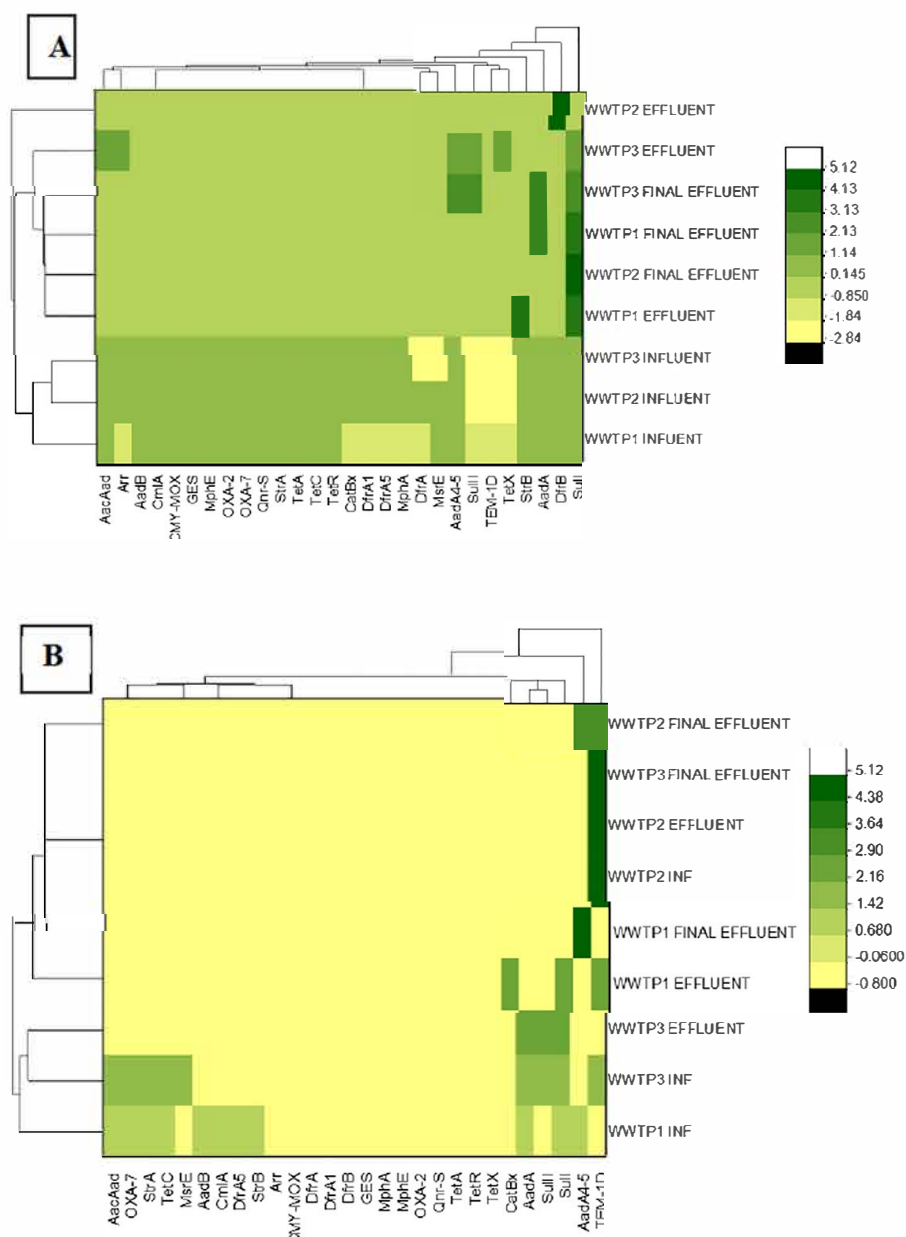 A
WWTP2 EFFLUENT
WWTP3 EFFLUENT
WWTP3 FINAL EFFLUENT
WWTP1 FINAL EFFLUENT
WWTP2 FINAL EFFLUENT
WWTP1 EFFLUENT
WWTP3 INFLUENT
WWTP2 INFLUENT
WWTP1 INFUENT
5.12
4.13
3.13
2.13
1.14
0.145
-0.850
-1.84
-2.84
AacAad
Arr
AadB
CmlA
CMY-MOX
GES
MphE
OXA-2
OXA-7
Qnr-S
StrA
TetA
TetC
TetR
CatBx
DfrA1
DfrA5
MphA
DfrA
MsrE
AadA4-5
SulII
TEM-1D
TetX
StrB
AadA
DfrB
SulI
B
WWTP2 FINAL EFFLUENT
WWTP3 FINAL EFFLUENT
WWTP2 EFFLUENT
WWTP2 INF
WWTP1 FINAL EFFLUENT
WWTP1 EFFLUENT
WWTP3 EFFLUENT
WWTP3 INF
WWTP1 INF
5.12
4.38
3.64
2.90
2.16
1.42
0.680
-0.0600
-0.800
AacAad
OXA-7
StrA
TetC
MsrE
AadB
CmlA
DfrA5
StrB
Arr
CMY-MOX
DfrA
DfrA1
DfrB
GES
MphA
MphE
OXA-2
Qnr-S
TetA
TetR
TetX
CatBx
AadA
SulII
SulI
AadA4-5
TEM-1D